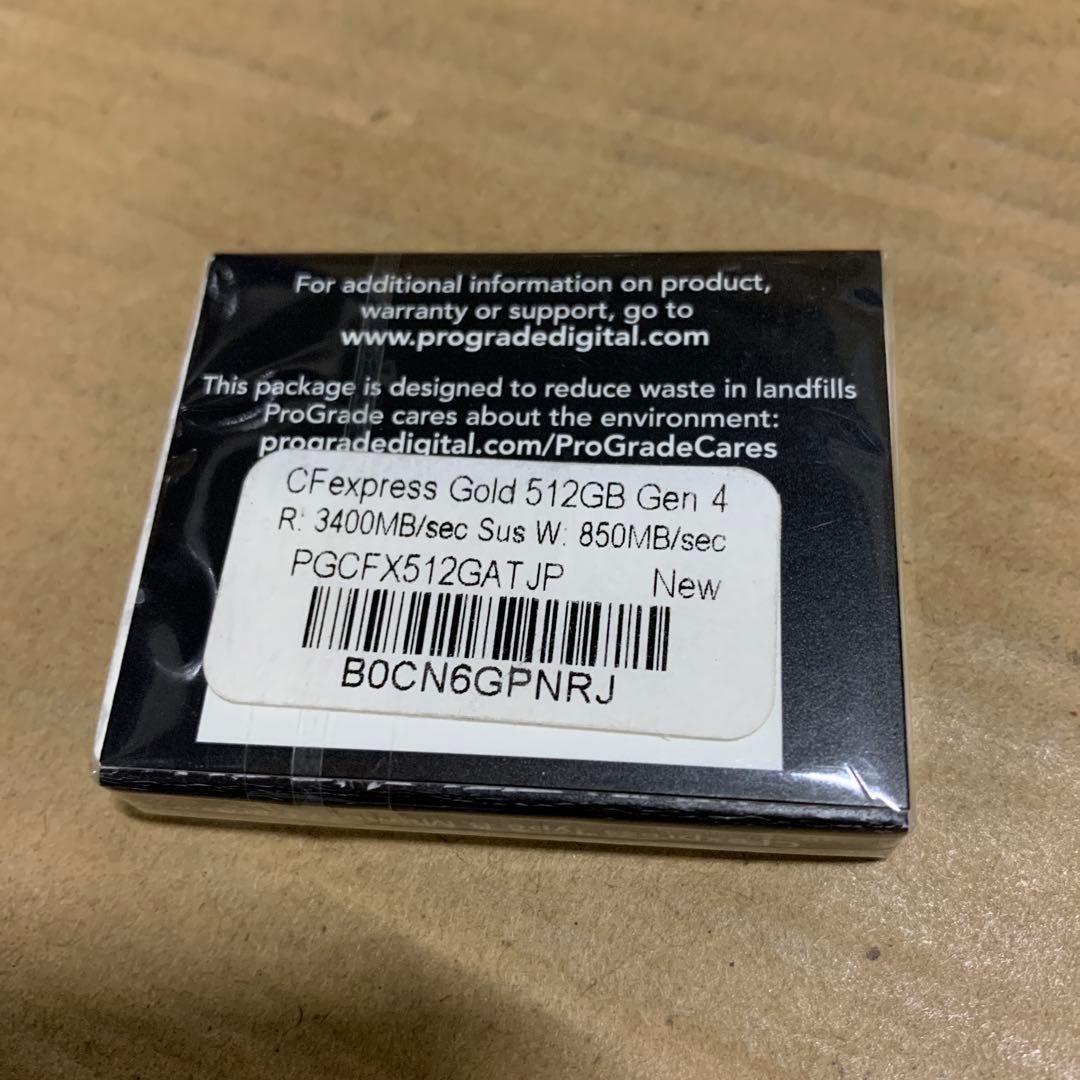 For additional information on product,
warranty or support, go to
www.progradedigital.com
This package is designed to reduce waste in landfills
ProGrade cares about the environment:
progradedigital.com/ProGradeCares
CFexpress Gold 512GB Gen 4
R: 3400MB/sec Sus W: 850MB/sec
PGCFX512GATJP New
B0CN6GPNRJ